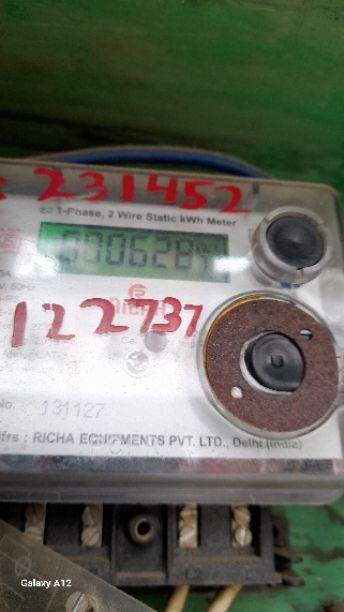 231452
1-Phase, 2 Wire Static kWh Meter
000628
122737
No. 131127
mfrs : RICHA EQUIPMENTS PVT. LTD., Delhi (India)
Galaxy A12